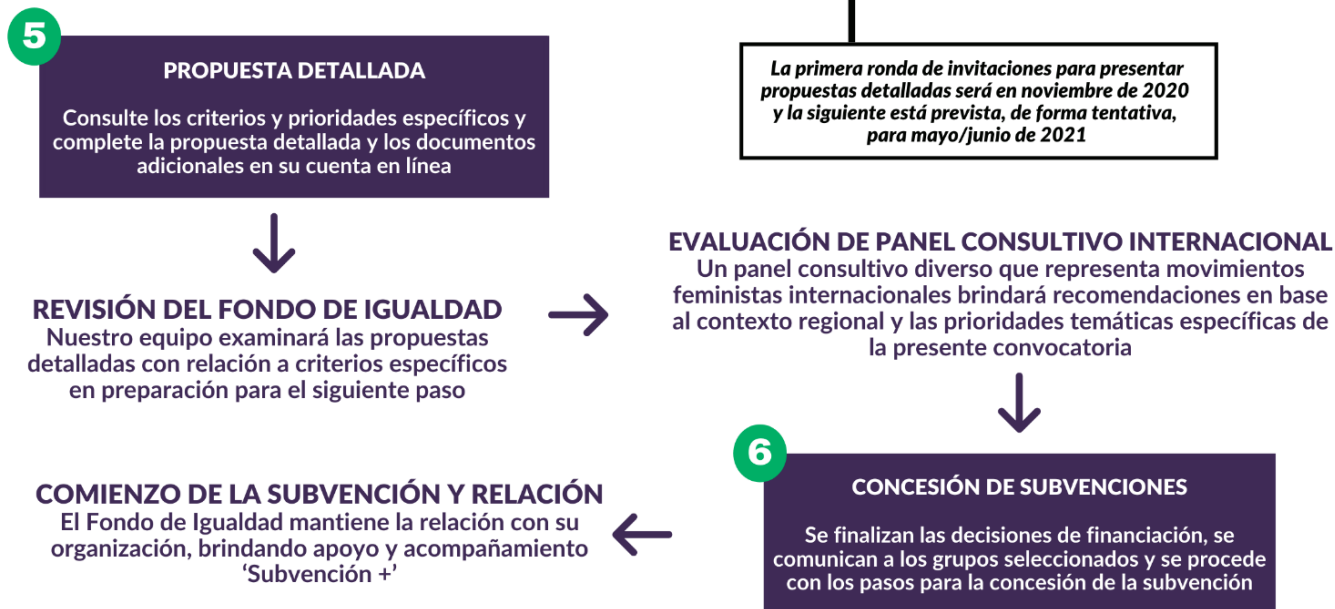 5
PROPUESTA DETALLADA
Consulte los criterios y prioridades específicos y
complete la propuesta detallada y los documentos
adicionales en su cuenta en línea
La primera ronda de invitaciones para presentar
propuestas detalladas será en noviembre de 2020
y la siguiente está prevista, de forma tentativa,
para mayo/junio de 2021
REVISIÓN DEL FONDO DE IGUALDAD
Nuestro equipo examinará las propuestas
detalladas con relación a criterios específicos
en preparación para el siguiente paso
EVALUACIÓN DE PANEL CONSULTIVO INTERNACIONAL
Un panel consultivo diverso que representa movimientos
feministas internacionales brindará recomendaciones en base
al contexto regional y las prioridades temáticas específicas de
la presente convocatoria
6
CONCESIÓN DE SUBVENCIONES
Se finalizan las decisiones de financiación, se
comunican a los grupos seleccionados y se procede
con los pasos para la concesión de la subvención
COMIENZO DE LA SUBVENCIÓN Y RELACIÓN
El Fondo de Igualdad mantiene la relación con su
organización, brindando apoyo y acompañamiento
‘Subvención +’